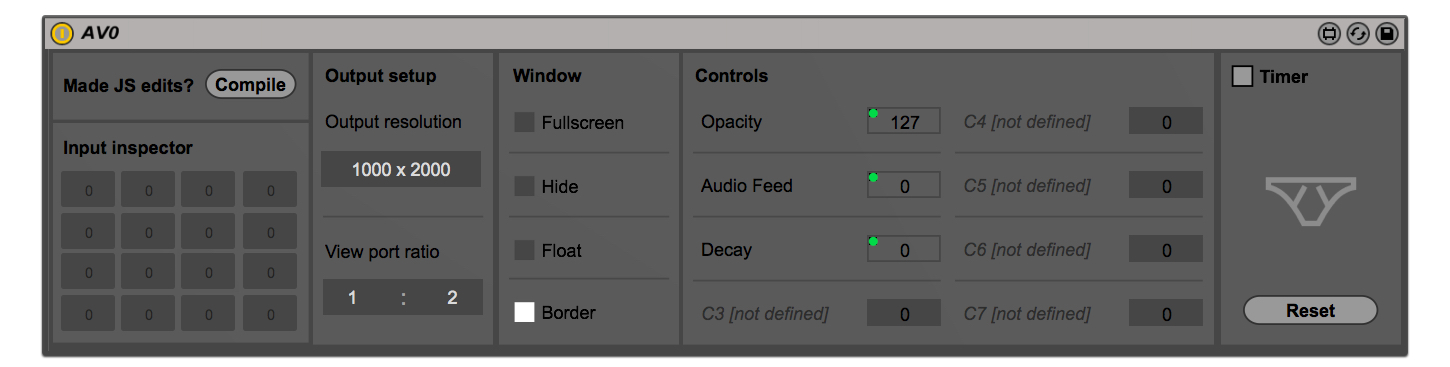 AV0
Made JS edits? Compile
Input inspector
0 0 0 0
0 0 0 0
0 0 0 0
0 0 0 0
Output setup
Output resolution
1000 x 2000
View port ratio
1 : 2
Window
Fullscreen
Hide
Float
Border
Controls
Opacity 127
Audio Feed 0
Decay 0
C3 [not defined] 0
C4 [not defined] 0
C5 [not defined] 0
C6 [not defined] 0
C7 [not defined] 0
Timer
Reset